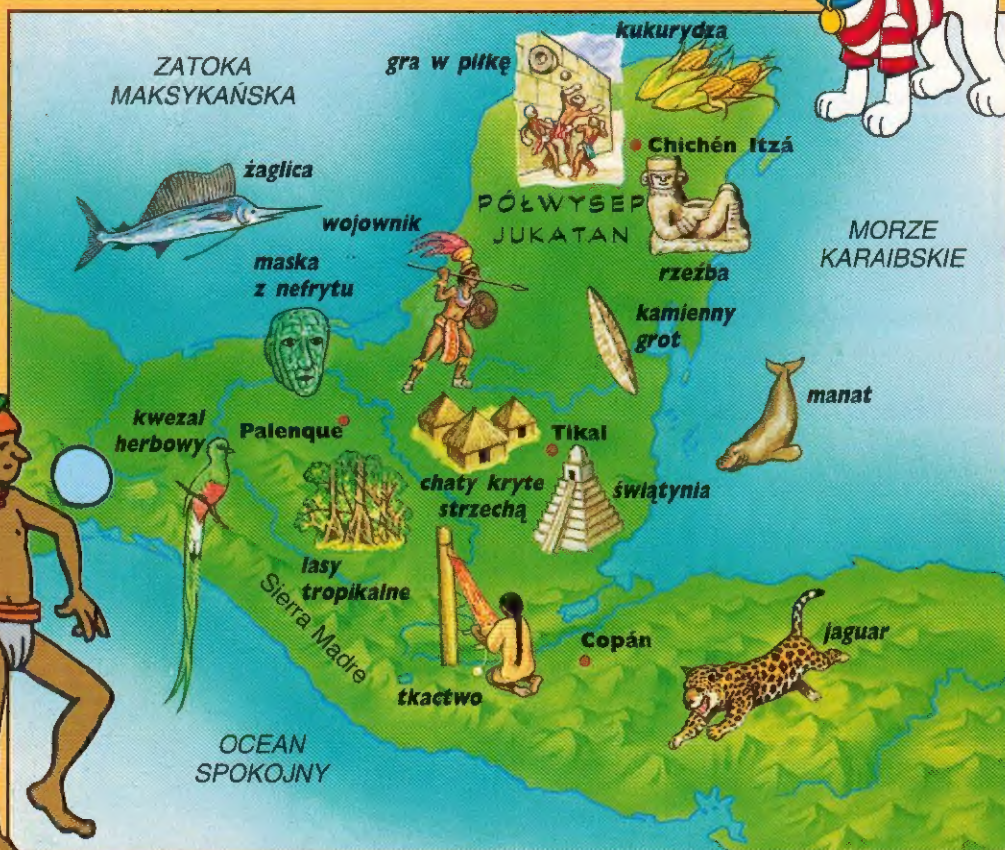 ZATOKA
MAKSYKAŃSKA
gra w piłkę
kukurydza
Chichén Itzá
żaglica
wojownik
PÓŁWYSEP
JUKATAN
MORZE
KARAIBSKIE
rzeźba
maska
z nefrytu
kamienny
grot
manat
kwezal
herbowy
Palenque
Tikal
chaty kryte
strzechą
świątynia
lasy
tropikalne
Sierra Madre
Copán
jaguar
tkactwo
OCEAN
SPOKOJNY